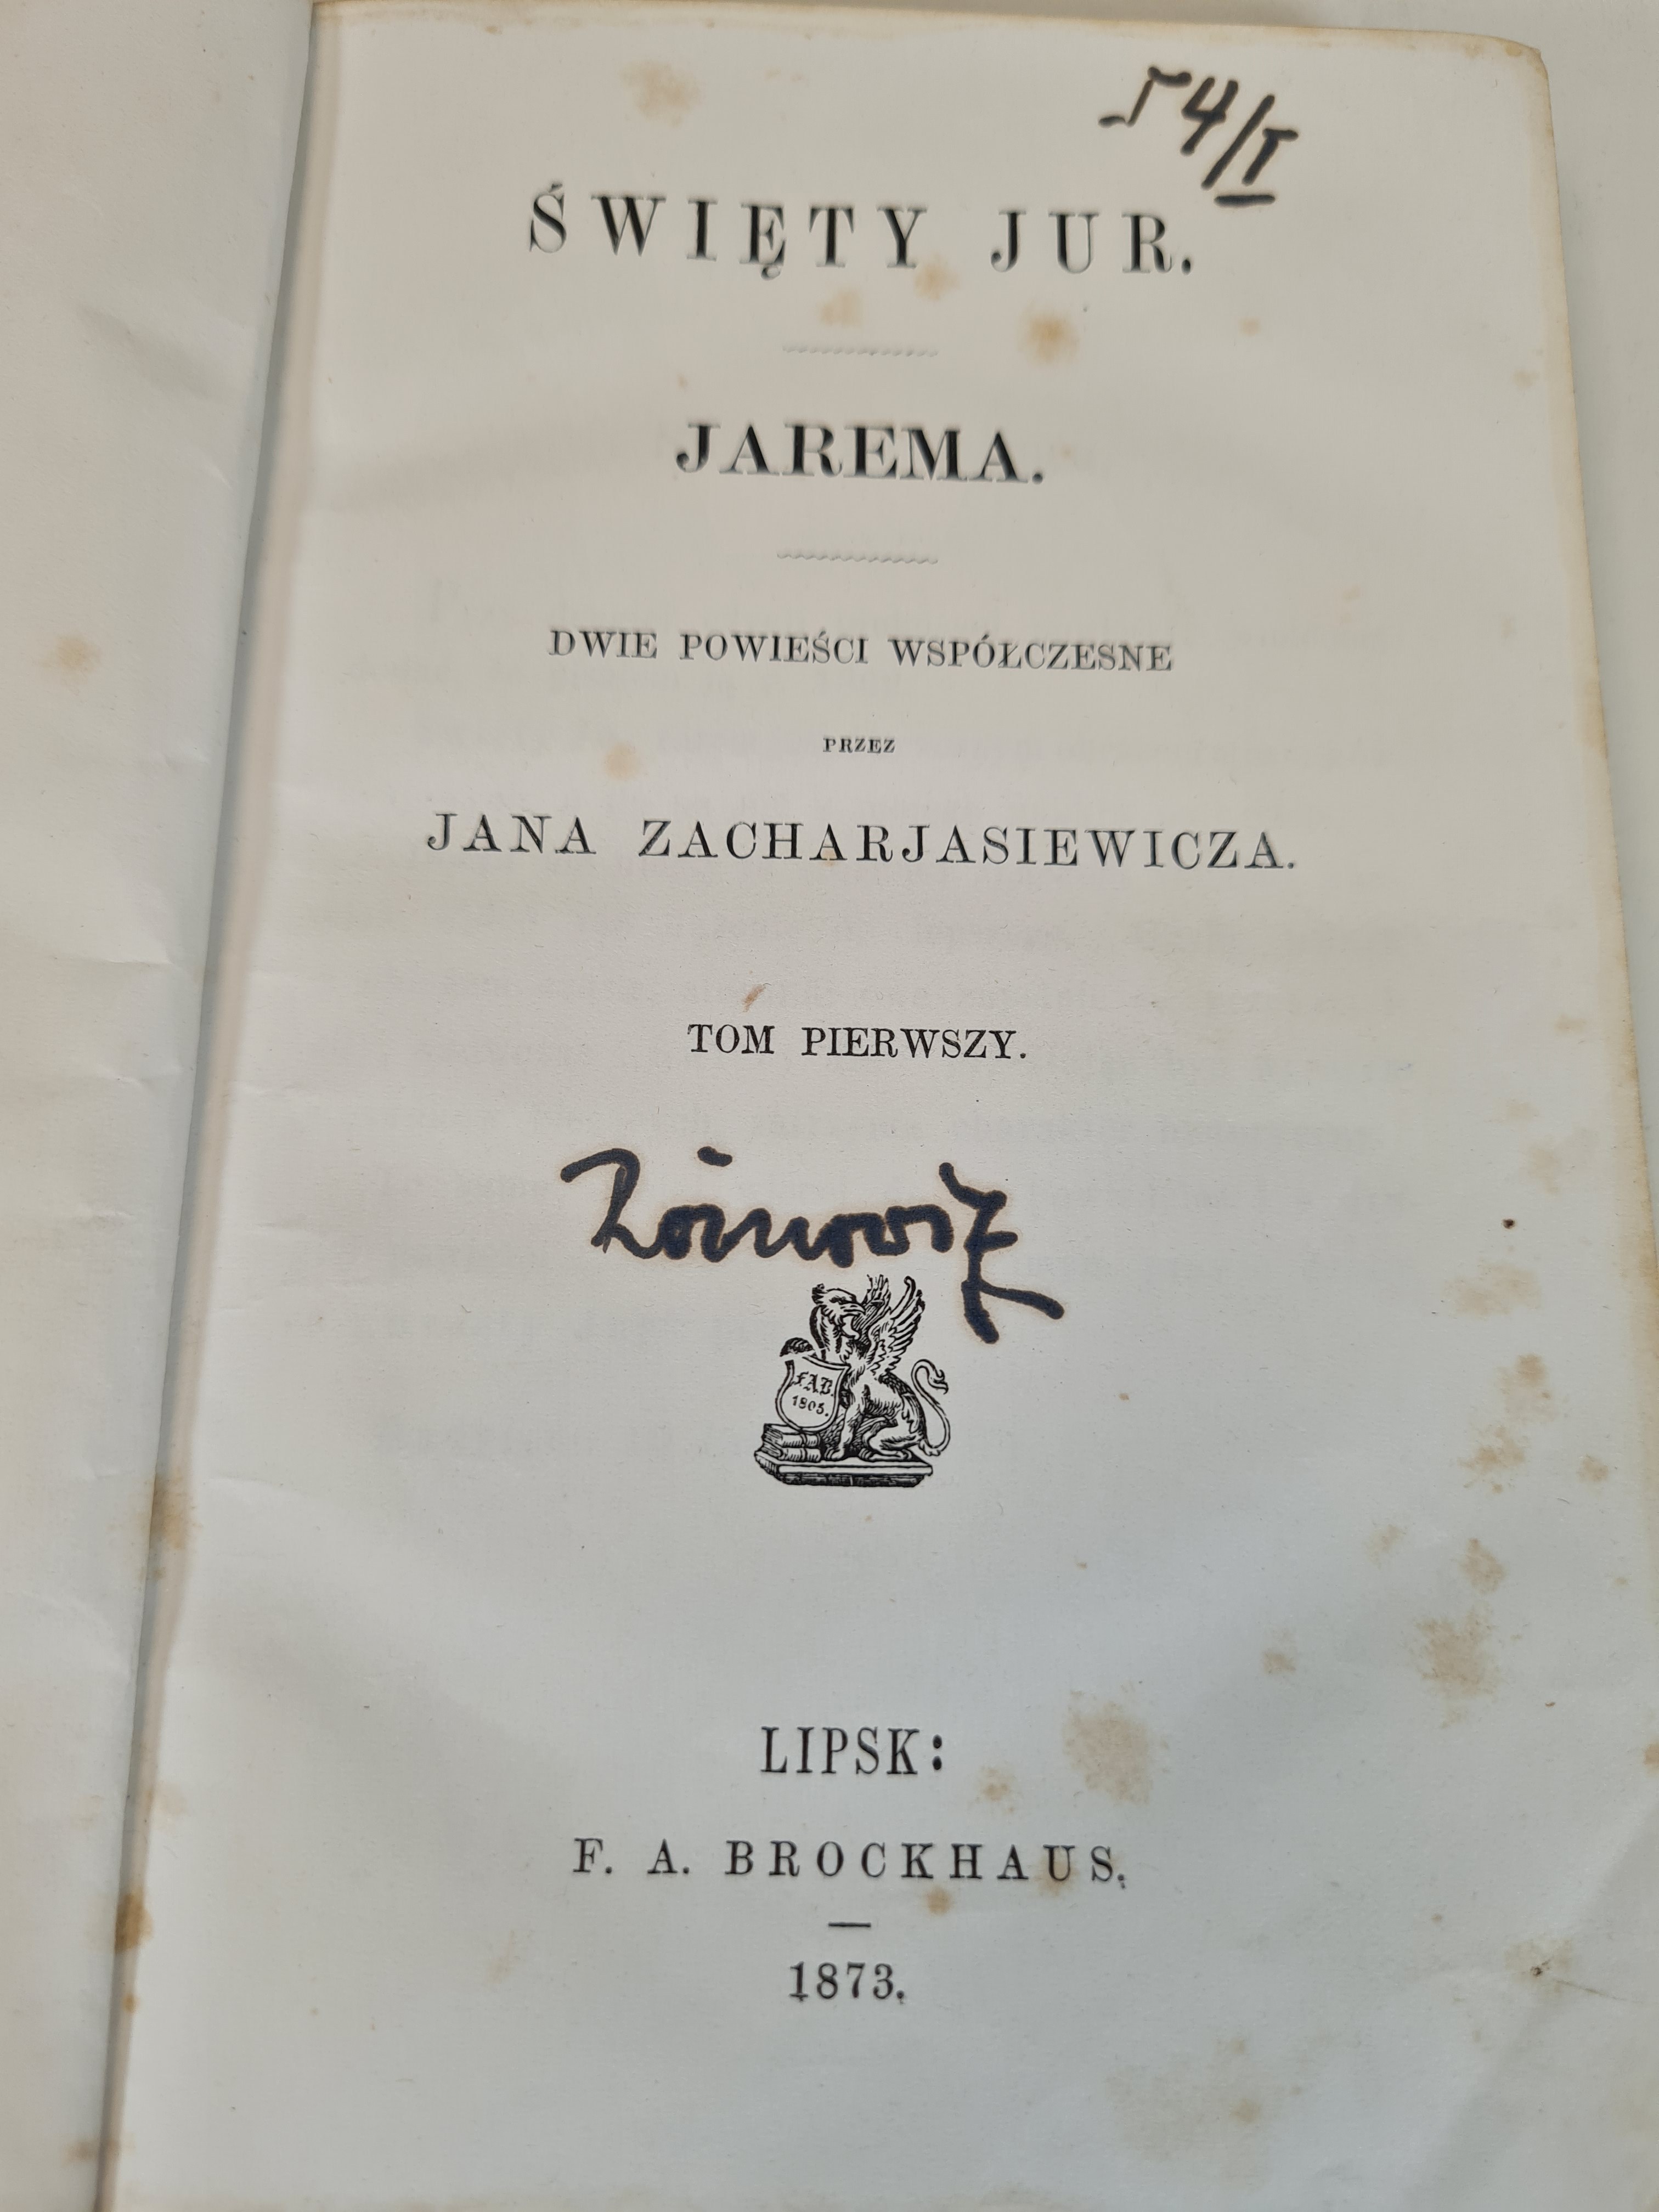 54/I
ŚWIĘTY JUR.
JAREMA.
DWIE POWIEŚCI WSPÓŁCZESNE
PRZEZ
JANA ZACHARJASIEWICZA.
TOM PIERWSZY.
F.A.B.
1805.
LIPSK:
F. A. BROCKHAUS.
1873.